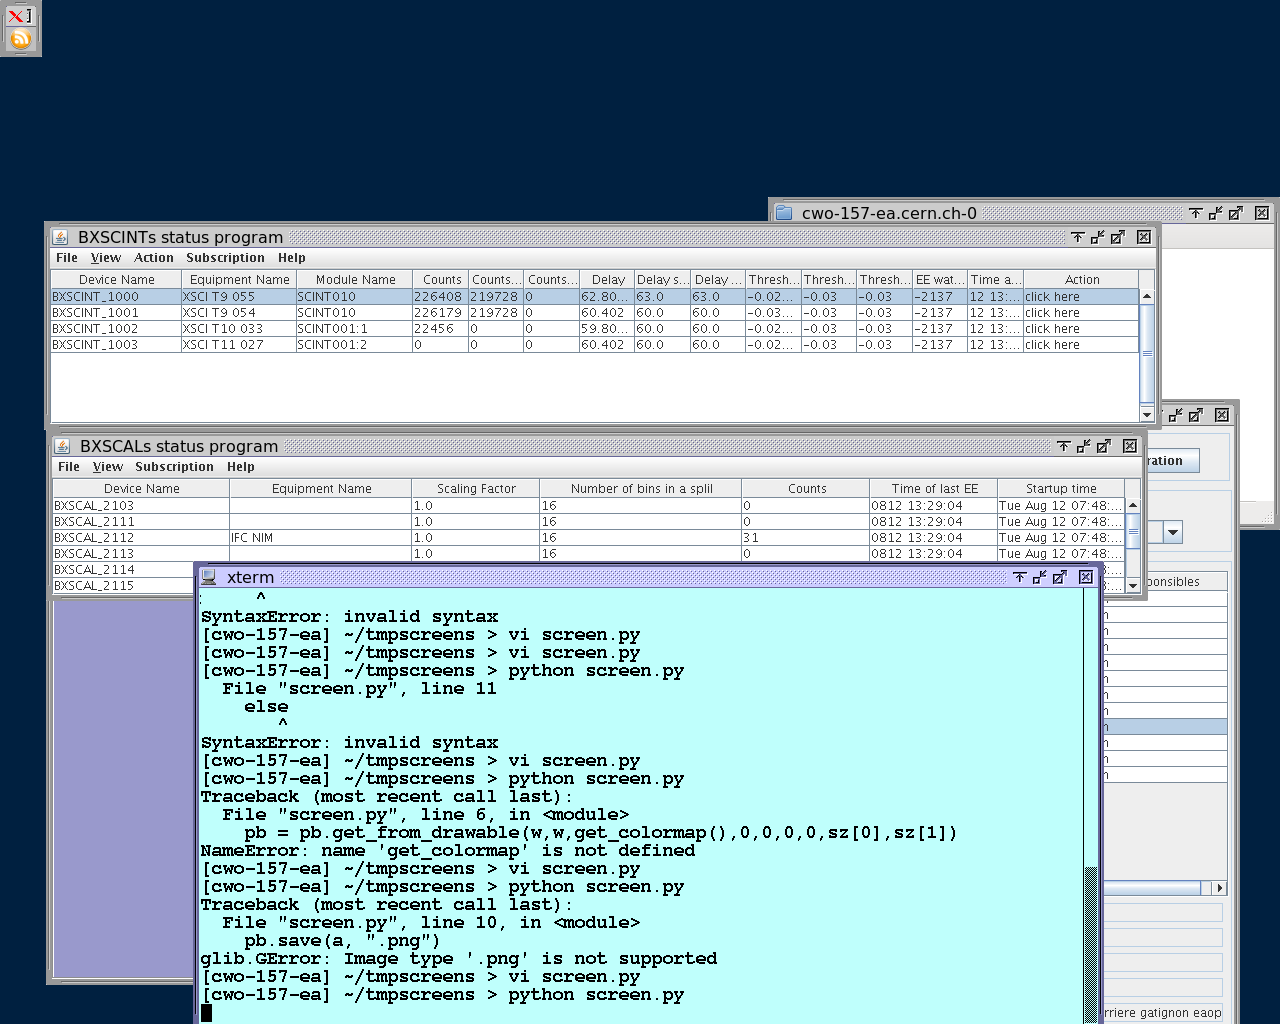 cwo-157-ea.cern.ch-0
BXSCINTs status program
File View Action Subscription Help
Device Name Equipment Name Module Name Counts Counts... Counts... Delay Delay s... Delay ... Thresh... Thresh... Thresh... EE wat... Time a... Action
BXSCINT_1000 XSCI T9 055 SCINT010 226408 219728 0 62.80... 63.0 63.0 -0.02... -0.03 -0.03 -2137 12 13:... click here
BXSCINT_1001 XSCI T9 054 SCINT010 226179 219728 0 60.402 60.0 60.0 -0.03... -0.03 -0.03 -2137 12 13:... click here
BXSCINT_1002 XSCI T10 033 SCINT001:1 22456 0 0 59.80... 60.0 60.0 -0.03... -0.03 -0.03 -2137 12 13:... click here
BXSCINT_1003 XSCI T11 027 SCINT001:2 0 0 0 60.402 60.0 60.0 -0.02... -0.03 -0.03 -2137 12 13:... click here
BXSCALs status program
File View Subscription Help
Device Name Equipment Name Scaling Factor Number of bins in a splil Counts Time of last EE Startup time
BXSCAL_2103 1.0 16 0 0812 13:29:04 Tue Aug 12 07:48:...
BXSCAL_2111 1.0 16 0 0812 13:29:04 Tue Aug 12 07:48:...
BXSCAL_2112 IFC NIM 1.0 16 31 0812 13:29:04 Tue Aug 12 07:48:...
BXSCAL_2113 1.0 16 0 0812 13:29:04 Tue Aug 12 07:48:...
BXSCAL_2114 8:...
BXSCAL_2115 8:...
ration
ponsibles
xterm
^
SyntaxError: invalid syntax
[cwo-157-ea] ~/tmpscreens > vi screen.py
[cwo-157-ea] ~/tmpscreens > vi screen.py
[cwo-157-ea] ~/tmpscreens > python screen.py
File "screen.py", line 11
else
^
SyntaxError: invalid syntax
[cwo-157-ea] ~/tmpscreens > vi screen.py
[cwo-157-ea] ~/tmpscreens > python screen.py
Traceback (most recent call last):
File "screen.py", line 6, in <module>
pb = pb.get_from_drawable(w,w,get_colormap(),0,0,0,0,sz[0],sz[1])
NameError: name 'get_colormap' is not defined
[cwo-157-ea] ~/tmpscreens > vi screen.py
[cwo-157-ea] ~/tmpscreens > python screen.py
Traceback (most recent call last):
File "screen.py", line 10, in <module>
pb.save(a, ".png")
glib.GError: Image type '.png' is not supported
[cwo-157-ea] ~/tmpscreens > vi screen.py
[cwo-157-ea] ~/tmpscreens > python screen.py
rriere gatignon eaop